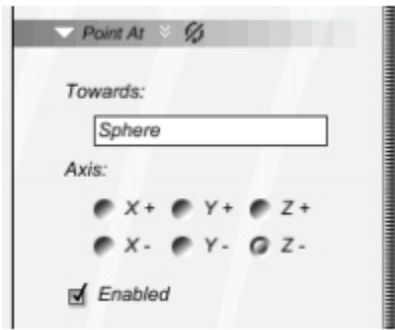 Point At
Towards:
Sphere
Axis:
X + Y + Z +
X - Y - Z -
Enabled